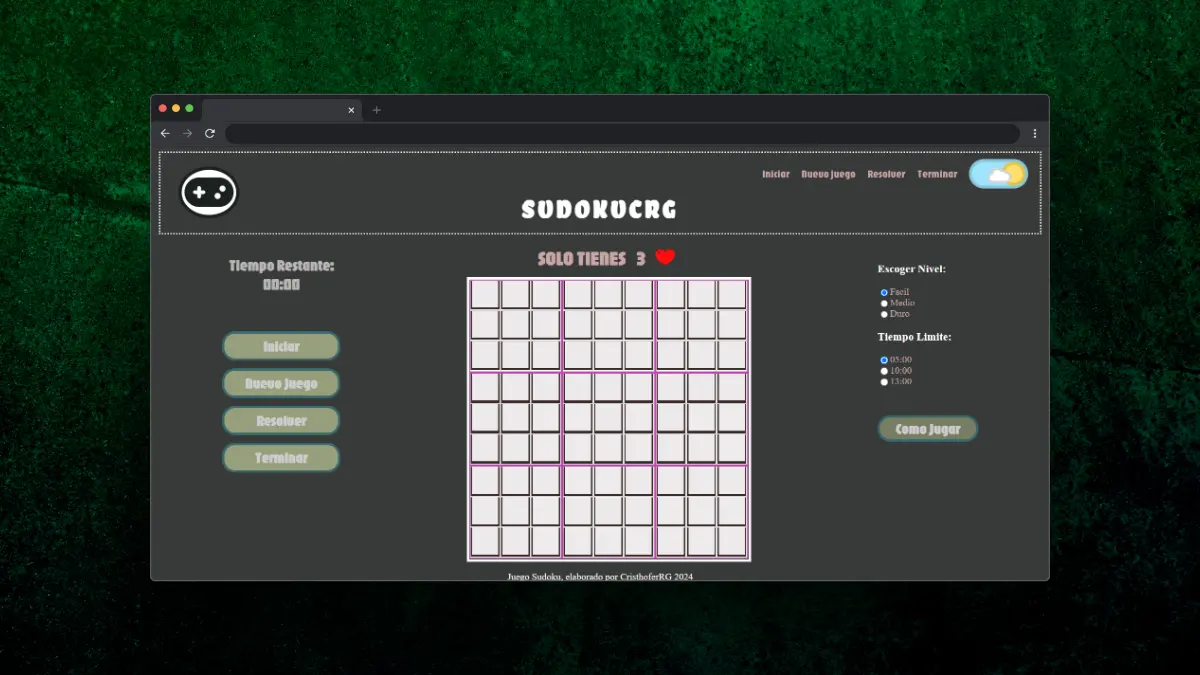 Iniciar Nuevo Juego Resolver Terminar
SUDOKUCRG
Tiempo Restante:
00:00
Iniciar
Nuevo Juego
Resolver
Terminar
SOLO TIENES 3
Escoger Nivel:
Facil
Medio
Duro
Tiempo Limite:
05:00
10:00
13:00
Como Jugar
Juego Sudoku, elaborado por CristhoferRG 2024